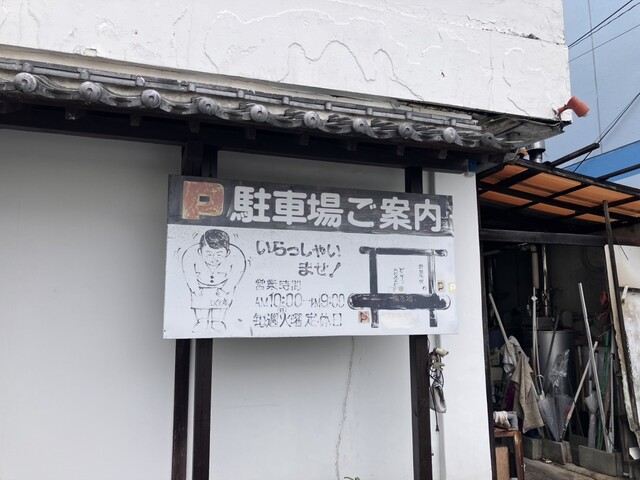 P 駐車場ご案内
いらっしゃい
ませ!
営業時間
AM10:00～PM9:00
毎週火曜定休日
P